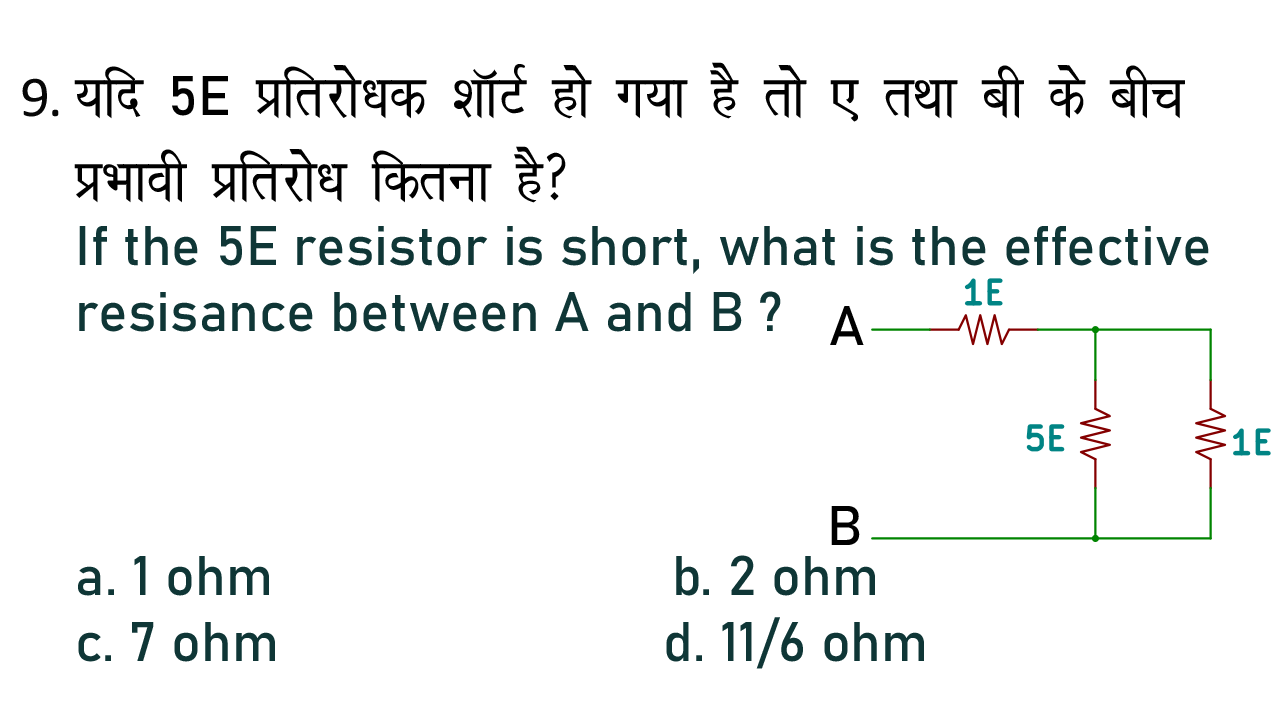 9. यदि 5E प्रतिरोधक शॉर्ट हो गया है तो ए तथा बी के बीच
प्रभावी प्रतिरोध कितना है?
If the 5E resistor is short, what is the effective
resisance between A and B ?
1E
A
5E
1E
B
a. 1 ohm b. 2 ohm
c. 7 ohm d. 11/6 ohm